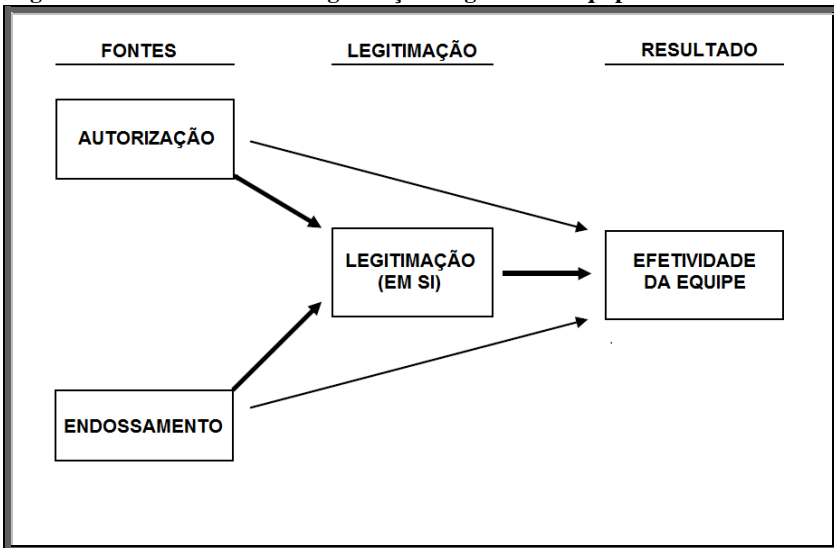 FONTES LEGITIMAÇÃO RESULTADO
AUTORIZAÇÃO
LEGITIMAÇÃO
(EM SI)
EFETIVIDADE
DA EQUIPE
ENDOSSAMENTO